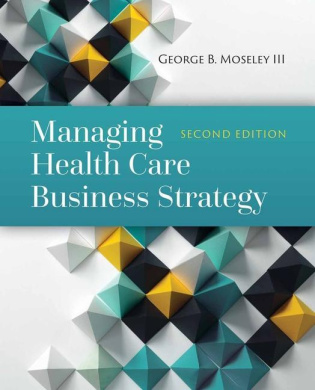 GEORGE B. MOSELEY III
Managing SECOND EDITION
Health Care
Business Strategy